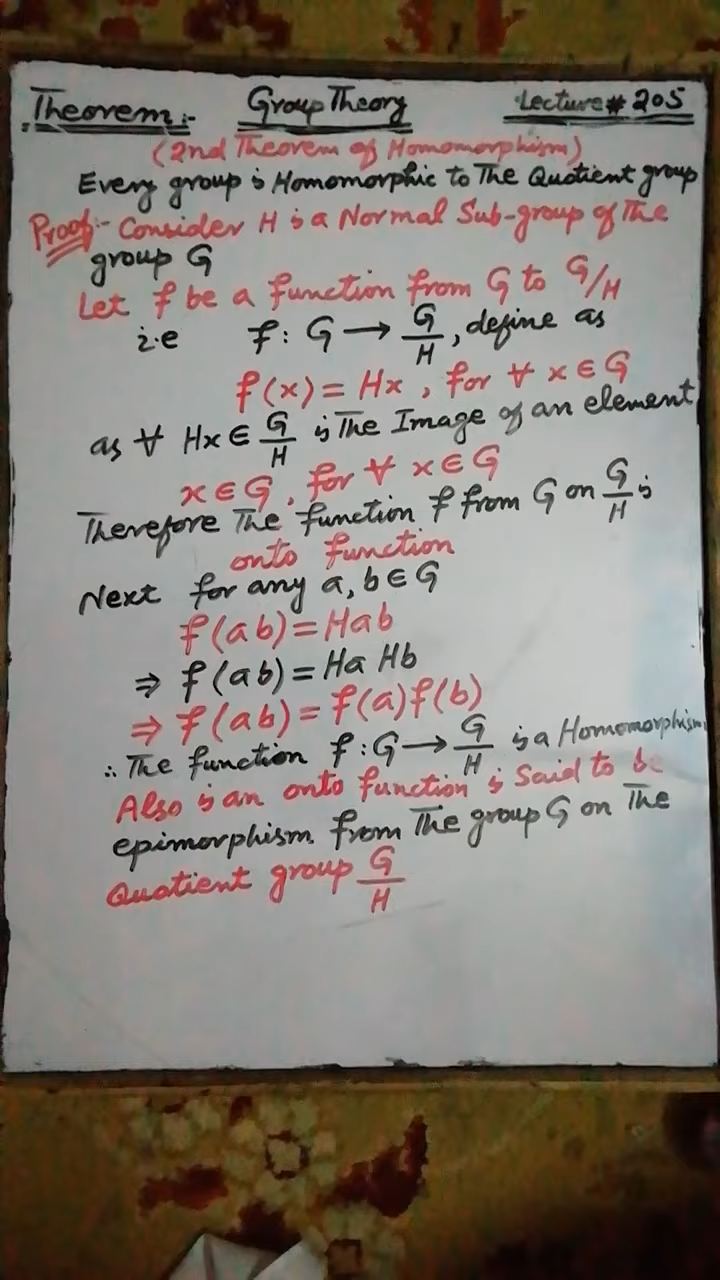 Theorem:- Group Theory Lecture # 205
(2nd Theorem of Homomorphism)
Every group is Homomorphic to The Quotient group
Proof:- Consider H is a Normal Sub-group of The
group G
Let f be a function from G to G/H
i.e f: G → G/H, define as
f(x) = Hx, for ∀ x ∈ G
as ∀ Hx ∈ G/H is The Image of an element
x ∈ G, for ∀ x ∈ G
Therefore The function f from G on G/H is
onto function
Next for any a, b ∈ G
f(ab) = Hab
⇒ f(ab) = Ha Hb
⇒ f(ab) = f(a) f(b)
∴ The function f: G → G/H is a Homomorphism
Also is an onto function is Said to be
epimorphism from The group G on The
Quotient group G/H